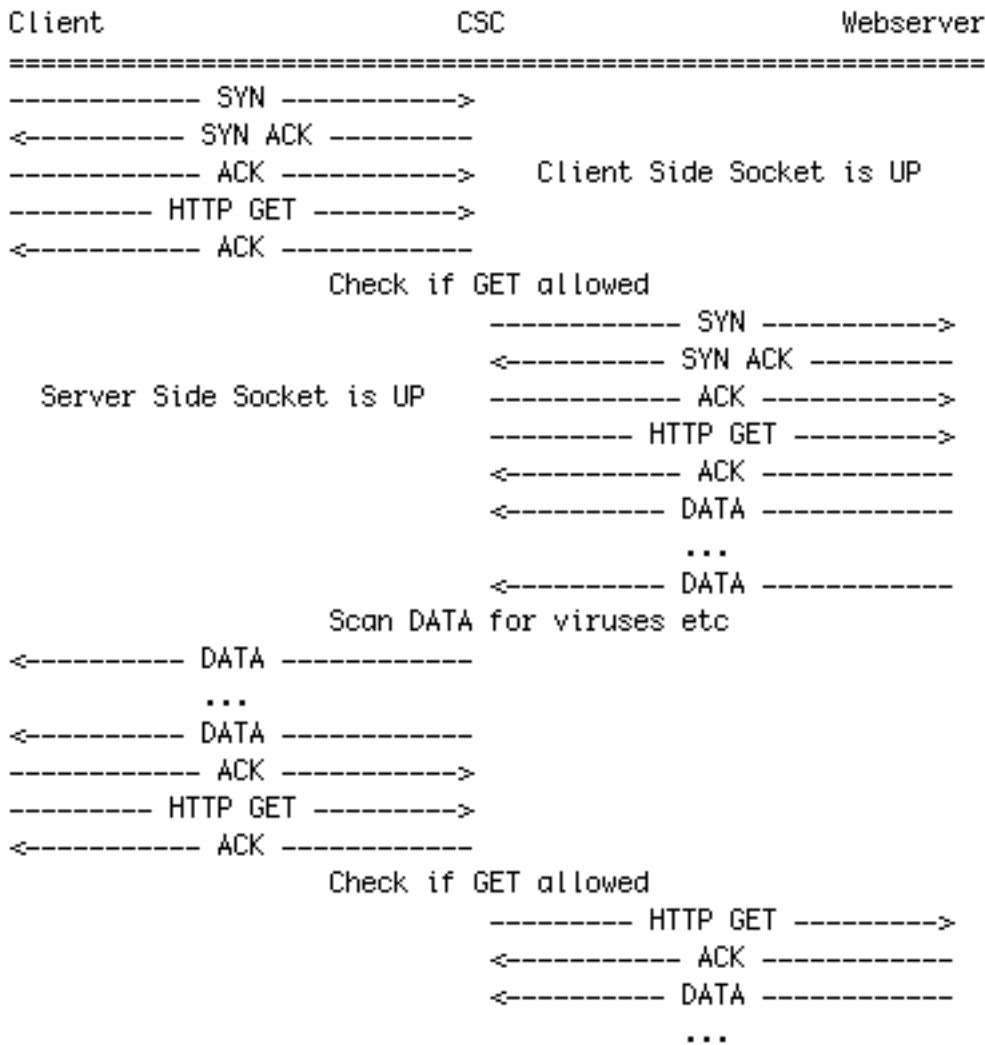 Client CSC Webserver
=============================================================
------------ SYN ----------->
<----------- SYN ACK ---------
------------ ACK -----------> Client Side Socket is UP
--------- HTTP GET --------->
<------------ ACK ------------
Check if GET allowed
------------ SYN ----------->
<----------- SYN ACK ---------
Server Side Socket is UP ------------ ACK ----------->
--------- HTTP GET --------->
<------------ ACK ------------
<----------- DATA ------------
...
<----------- DATA ------------
Scan DATA for viruses etc
<----------- DATA ------------
...
<----------- DATA ------------
------------ ACK ----------->
--------- HTTP GET --------->
<------------ ACK ------------
Check if GET allowed
--------- HTTP GET --------->
<------------ ACK ------------
<----------- DATA ------------
...